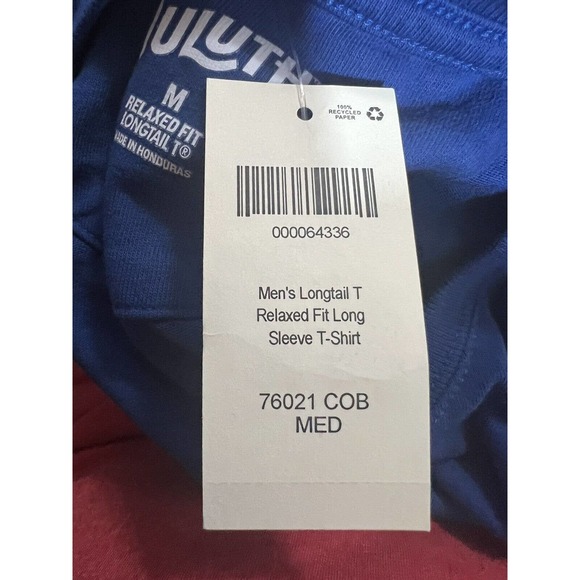 ULUTH
M
RELAXED FIT
LONGTAIL T®
MADE IN HONDURAS
100%
RECYCLED
PAPER
000064336
Men's Longtail T
Relaxed Fit Long
Sleeve T-Shirt
76021 COB
MED